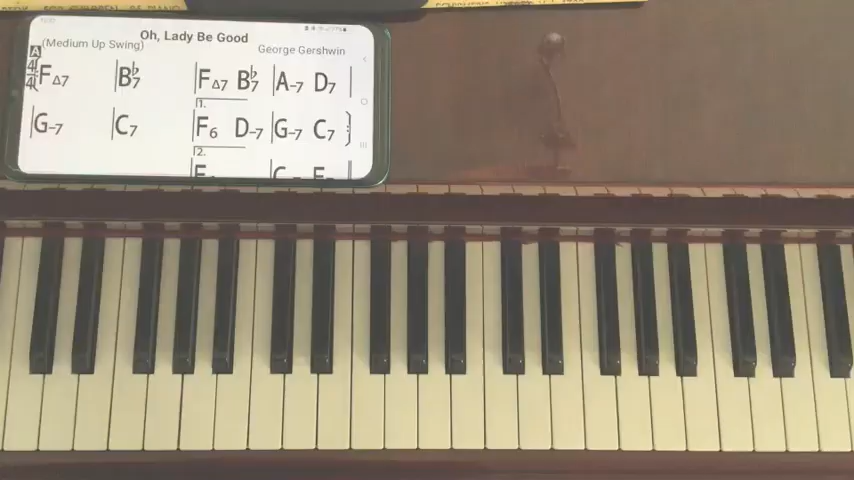 Oh, Lady Be Good
(Medium Up Swing)
George Gershwin
A
4/4 FΔ7 B♭7 FΔ7 B♭7 A-7 D7
1.
G-7 C7 F6 D-7 G-7 C7
2.